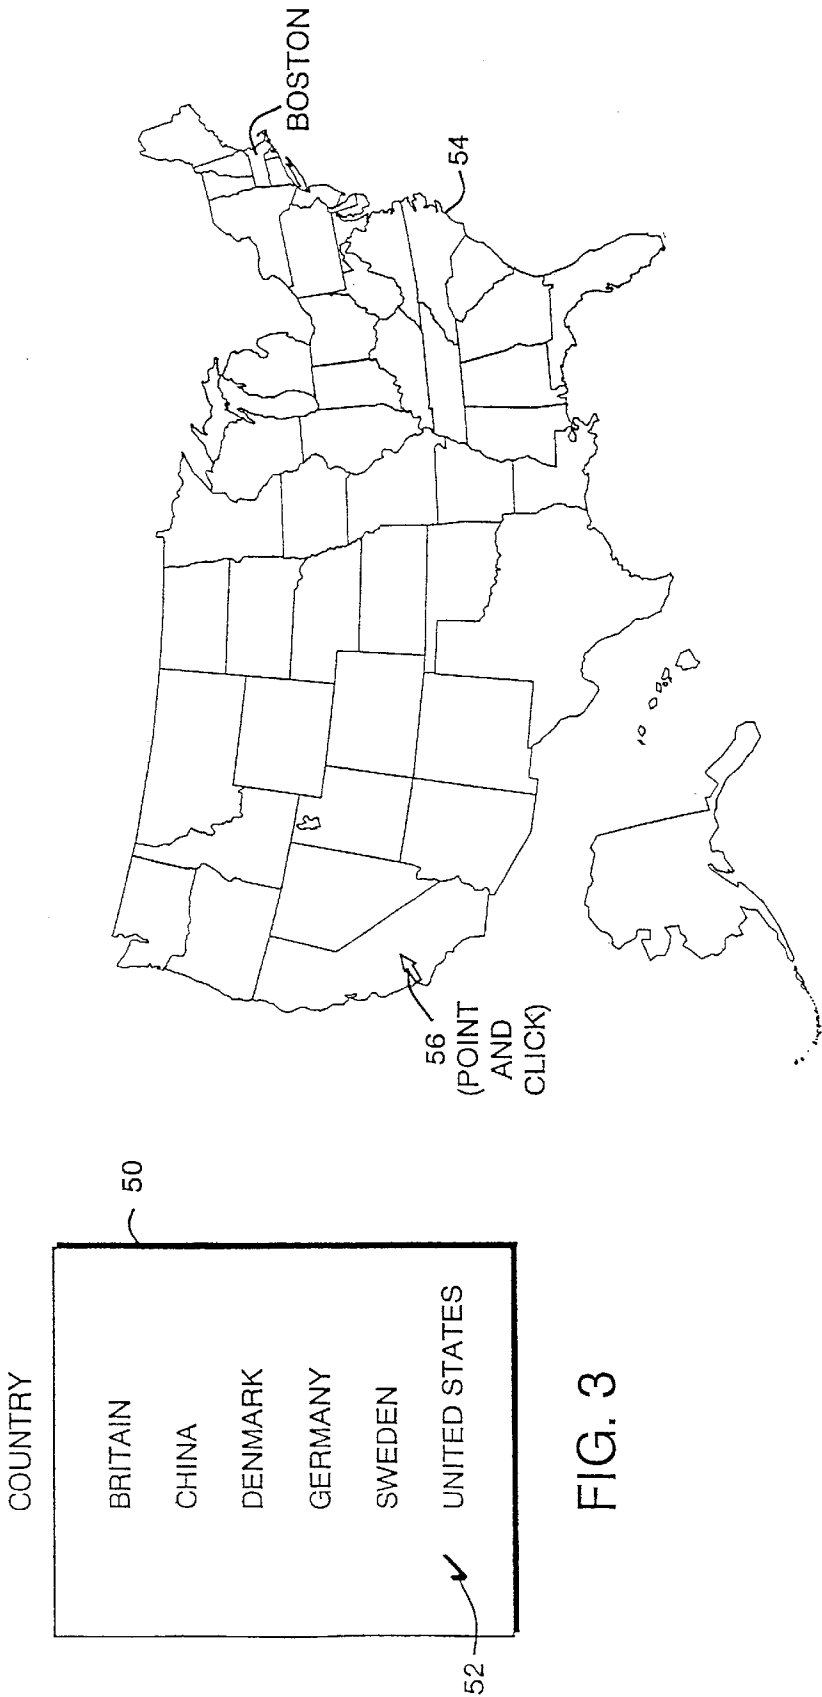 COUNTRY
50
BRITAIN
CHINA
DENMARK
GERMANY
SWEDEN
UNITED STATES
52
BOSTON
54
56
(POINT
AND
CLICK)
FIG. 3